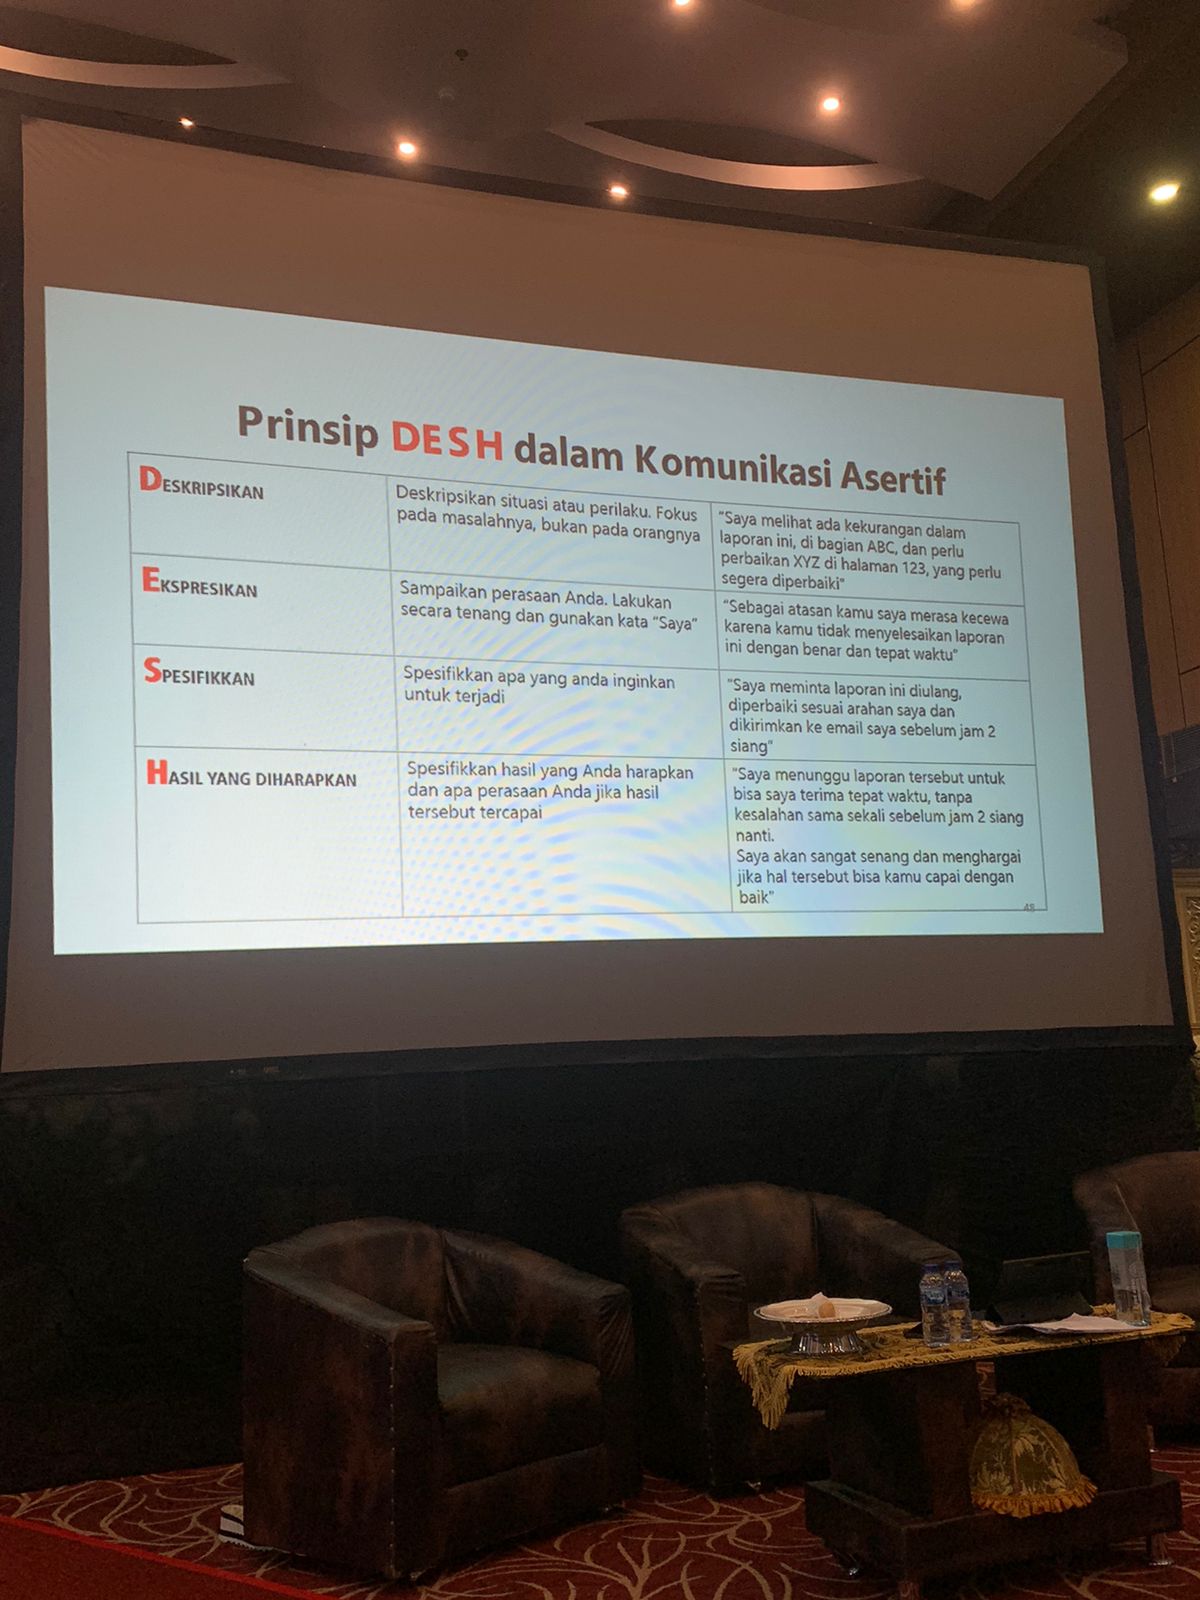 Prinsip DESH dalam Komunikasi Asertif
DESKRIPSIKAN
Deskripsikan situasi atau perilaku. Fokus
pada masalahnya, bukan pada orangnya
“Saya melihat ada kekurangan dalam
laporan ini, di bagian ABC, dan perlu
perbaikan XYZ di halaman 123, yang perlu
segera diperbaiki”
EKSPRESIKAN
Sampaikan perasaan Anda. Lakukan
secara tenang dan gunakan kata “Saya”
“Sebagai atasan kamu saya merasa kecewa
karena kamu tidak menyelesaikan laporan
ini dengan benar dan tepat waktu”
SPESIFIKKAN
Spesifikkan apa yang anda inginkan
untuk terjadi
“Saya meminta laporan ini diulang,
diperbaiki sesuai arahan saya dan
dikirimkan ke email saya sebelum jam 2
siang”
HASIL YANG DIHARAPKAN
Spesifikkan hasil yang Anda harapkan
dan apa perasaan Anda jika hasil
tersebut tercapai
“Saya menunggu laporan tersebut untuk
bisa saya terima tepat waktu, tanpa
kesalahan sama sekali sebelum jam 2 siang
nanti.
Saya akan sangat senang dan menghargai
jika hal tersebut bisa kamu capai dengan
baik”
48